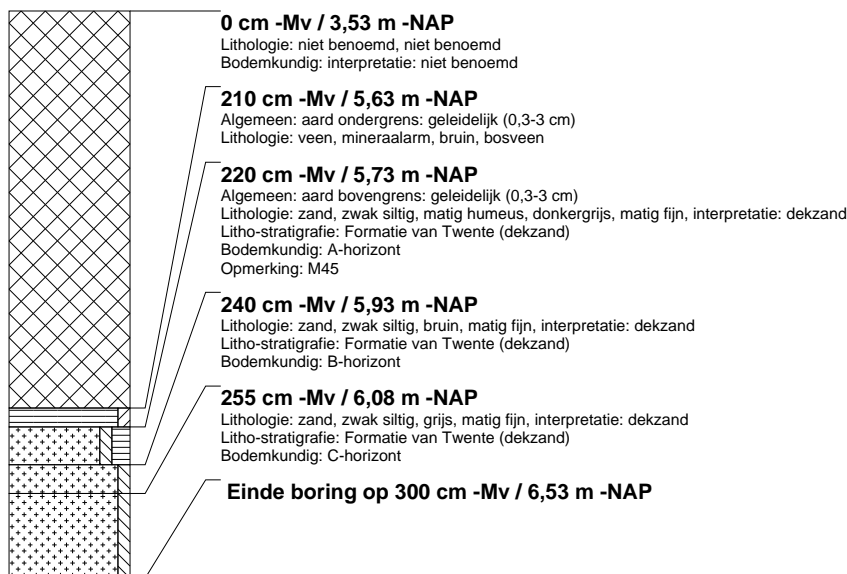 0 cm -Mv / 3,53 m -NAP
Lithologie: niet benoemd, niet benoemd
Bodemkundig: interpretatie: niet benoemd
210 cm -Mv / 5,63 m -NAP
Algemeen: aard ondergrens: geleidelijk (0,3-3 cm)
Lithologie: veen, mineraalarm, bruin, bosveen
220 cm -Mv / 5,73 m -NAP
Algemeen: aard bovengrens: geleidelijk (0,3-3 cm)
Lithologie: zand, zwak siltig, matig humeus, donkergrijs, matig fijn, interpretatie: dekzand
Litho-stratigrafie: Formatie van Twente (dekzand)
Bodemkundig: A-horizont
Opmerking: M45
240 cm -Mv / 5,93 m -NAP
Lithologie: zand, zwak siltig, bruin, matig fijn, interpretatie: dekzand
Litho-stratigrafie: Formatie van Twente (dekzand)
Bodemkundig: B-horizont
255 cm -Mv / 6,08 m -NAP
Lithologie: zand, zwak siltig, grijs, matig fijn, interpretatie: dekzand
Litho-stratigrafie: Formatie van Twente (dekzand)
Bodemkundig: C-horizont
Einde boring op 300 cm -Mv / 6,53 m -NAP